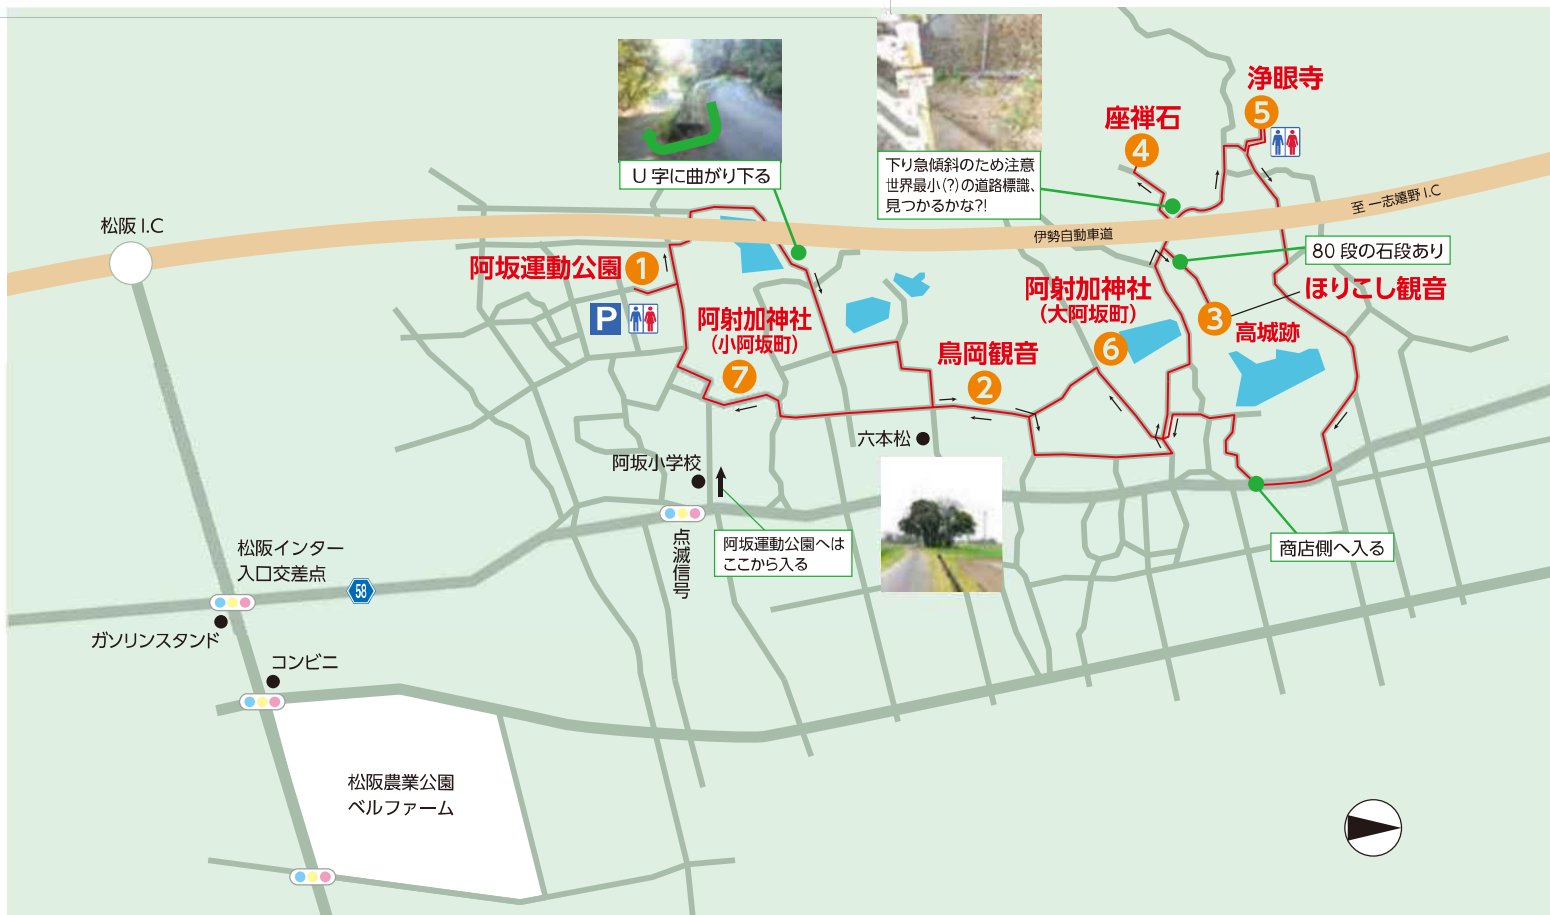 浄眼寺
5
座禅石
4
U字に曲がり下る
下り急傾斜のため注意
世界最小(?)の道路標識、
見つかるかな?!
至 一志嬉野 I.C
松阪 I.C
伊勢自動車道
80 段の石段あり
阿坂運動公園
1
P
ほりこし観音
3
高城跡
阿射加神社
(大阿坂町)
6
阿射加神社
(小阿坂町)
7
鳥岡観音
2
六本松
阿坂小学校
点滅信号
阿坂運動公園へは
ここから入る
商店側へ入る
松阪インター
入口交差点
58
ガソリンスタンド
コンビニ
松阪農業公園
ベルファーム